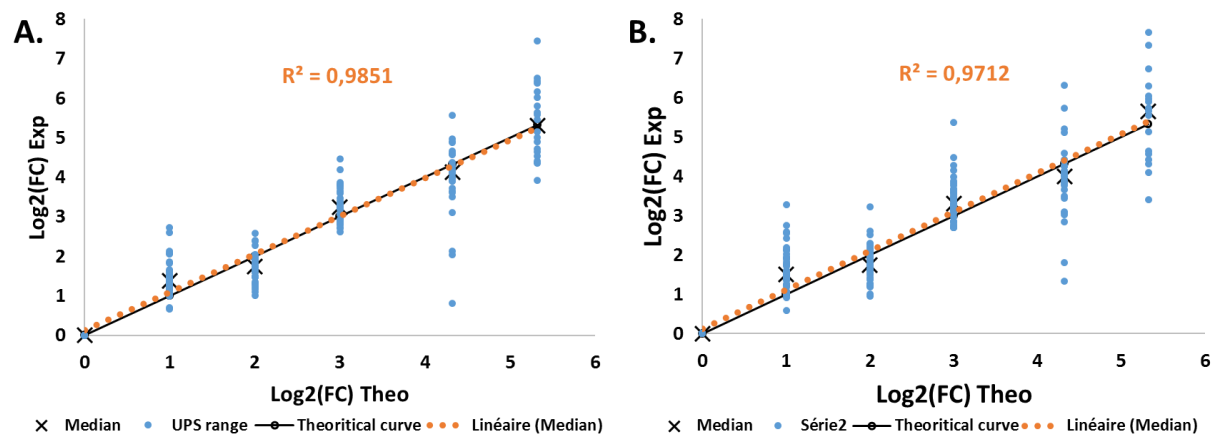 A.
R² = 0,9851
Log2(FC) Exp
8
7
6
5
4
3
2
1
0
0 1 2 3 4 5 6
Log2(FC) Theo
Median UPS range Theoritical curve Linéaire (Median)
B.
R² = 0,9712
Log2(FC) Exp
8
7
6
5
4
3
2
1
0
0 1 2 3 4 5 6
Log2(FC) Theo
Median Série2 Theoritical curve Linéaire (Median)